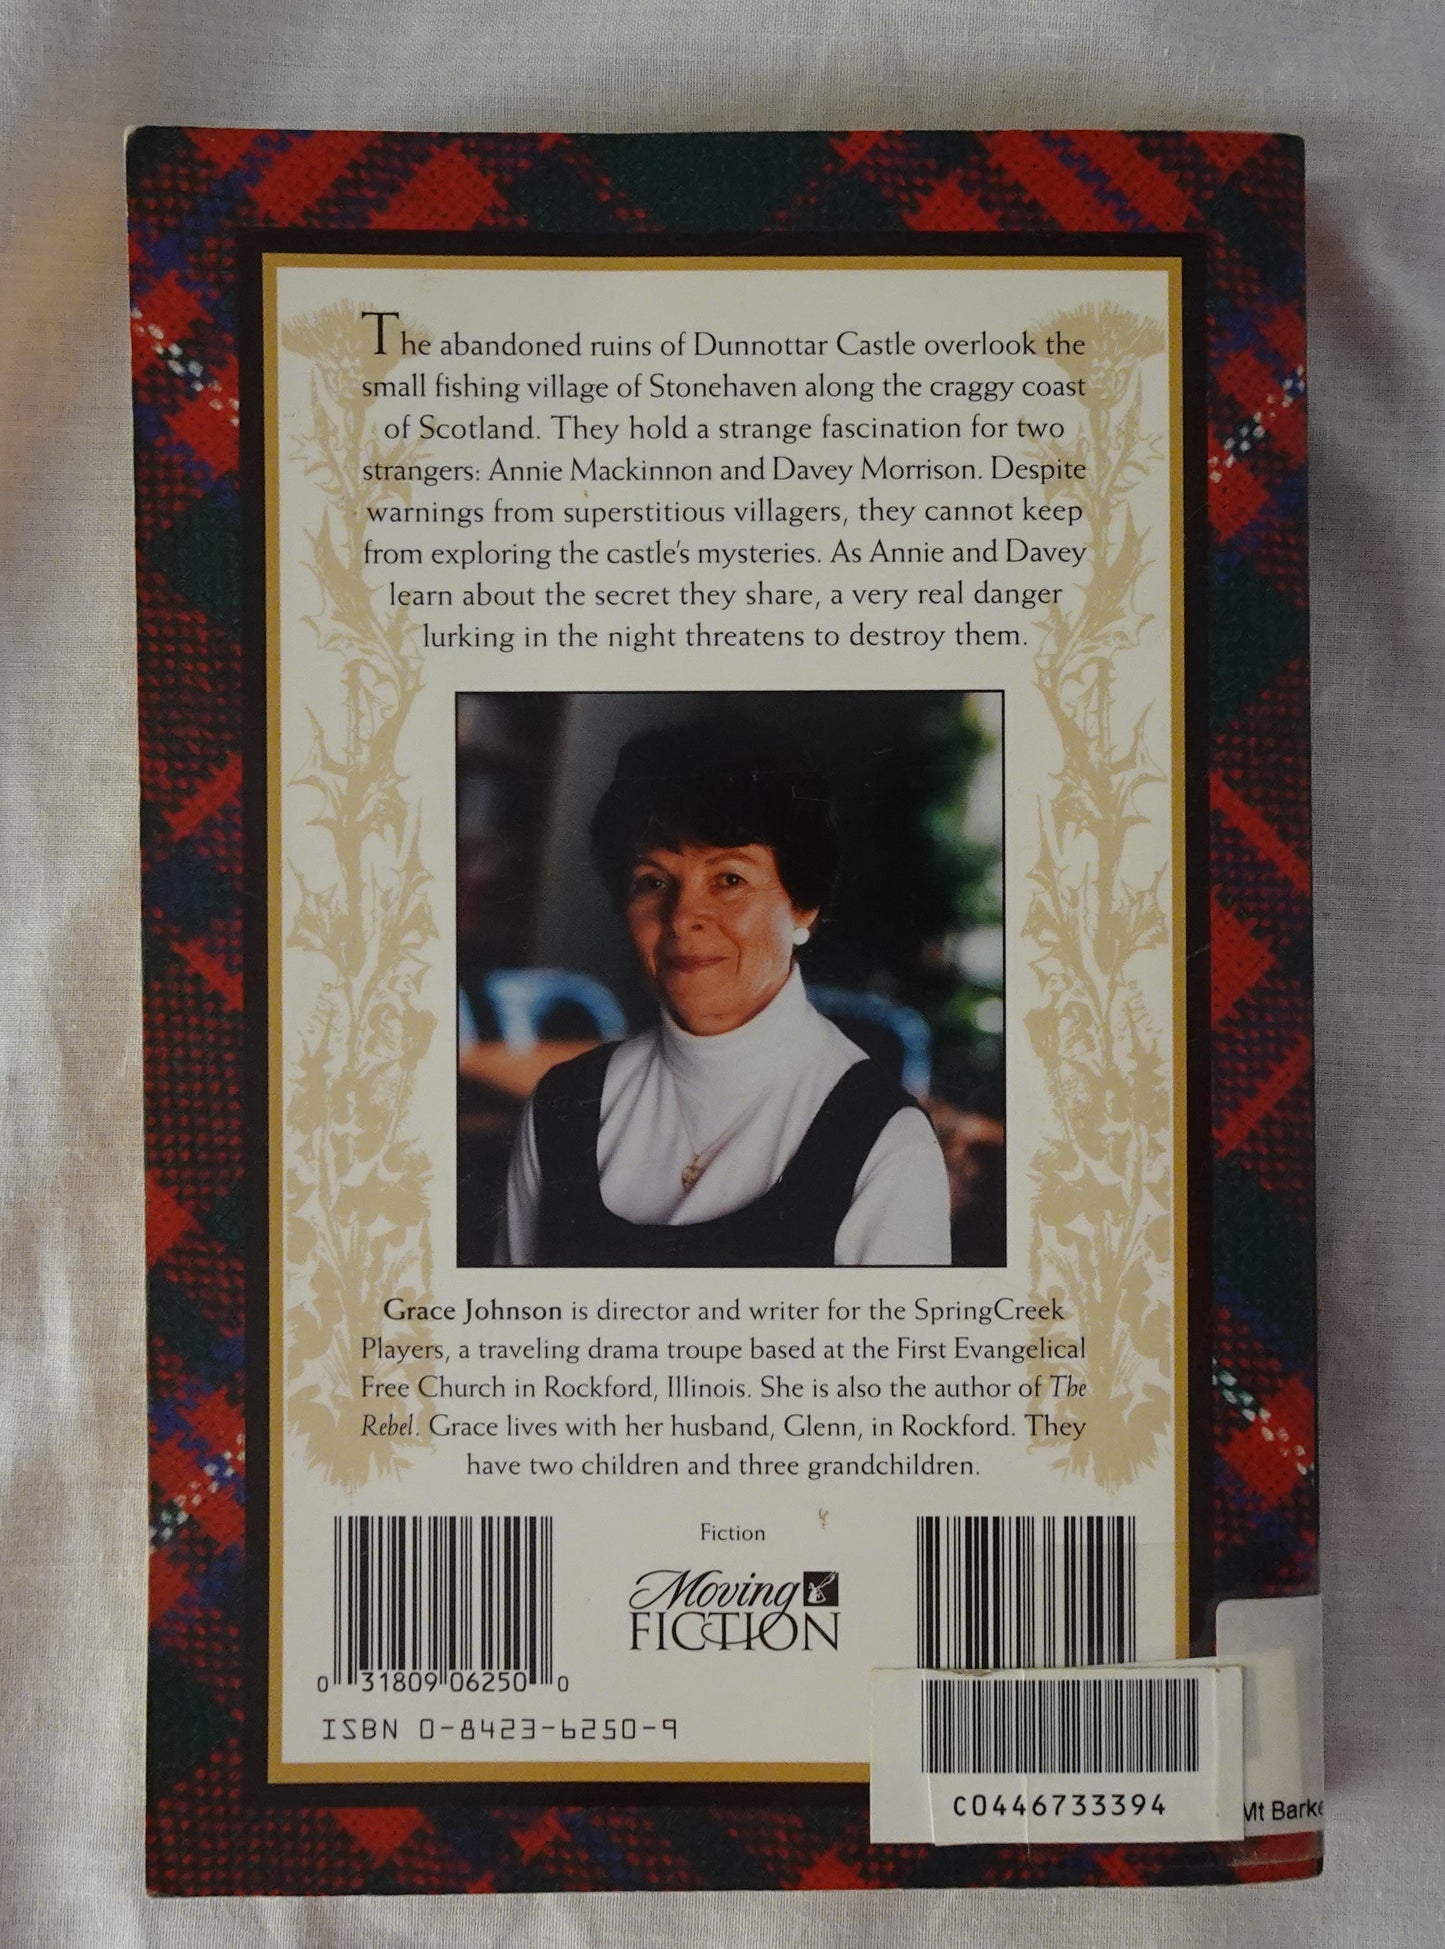 The abandoned ruins of Dunnottar Castle overlook the
small fishing village of Stonehaven along the craggy coast
of Scotland. They hold a strange fascination for two
strangers: Annie Mackinnon and Davey Morrison. Despite
warnings from superstitious villagers, they cannot keep
from exploring the castle's mysteries. As Annie and Davey
learn about the secret they share, a very real danger
lurking in the night threatens to destroy them.
Grace Johnson is director and writer for the SpringCreek
Players, a traveling drama troupe based at the First Evangelical
Free Church in Rockford, Illinois. She is also the author of The
Rebel. Grace lives with her husband, Glenn, in Rockford. They
have two children and three grandchildren.
Fiction
Moving
FICTION
0 31809 06250 0
ISBN 0-8423-6250-9
C0446733394
Mt Barke